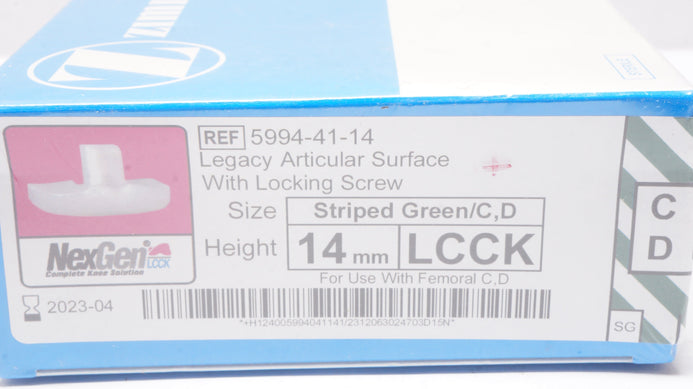 REF 5994-41-14
Legacy Articular Surface
With Locking Screw
Size Striped Green/C,D
Height 14 mm LCCK
For Use With Femoral C,D
NexGen® LCCK
Complete Knee Solution
2023-04
*+H124005994041141/2312063024703D15N*
C
D
SG